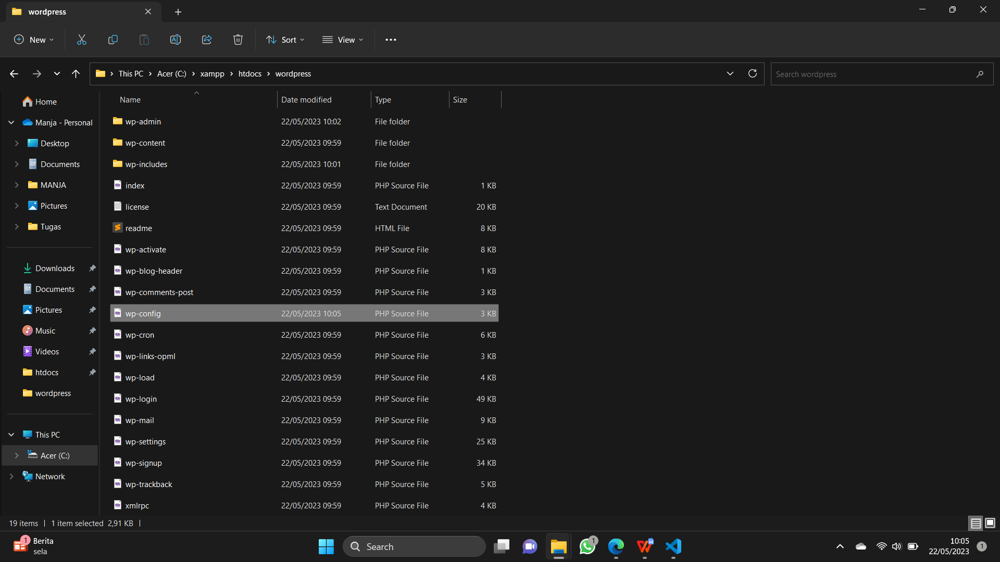 wordpress
New
Sort
View
This PC
Acer (C:)
xampp
htdocs
wordpress
Search wordpress
Home
Manja - Personal
Desktop
Documents
MANJA
Pictures
Tugas
Downloads
Documents
Pictures
Music
Videos
htdocs
wordpress
This PC
Acer (C:)
Network
Name Date modified Type Size
wp-admin 22/05/2023 10:02 File folder
wp-content 22/05/2023 09:59 File folder
wp-includes 22/05/2023 10:01 File folder
index 22/05/2023 09:59 PHP Source File 1 KB
license 22/05/2023 09:59 Text Document 20 KB
readme 22/05/2023 09:59 HTML File 8 KB
wp-activate 22/05/2023 09:59 PHP Source File 8 KB
wp-blog-header 22/05/2023 09:59 PHP Source File 1 KB
wp-comments-post 22/05/2023 09:59 PHP Source File 3 KB
wp-config 22/05/2023 10:05 PHP Source File 3 KB
wp-cron 22/05/2023 09:59 PHP Source File 6 KB
wp-links-opml 22/05/2023 09:59 PHP Source File 3 KB
wp-load 22/05/2023 09:59 PHP Source File 4 KB
wp-login 22/05/2023 09:59 PHP Source File 49 KB
wp-mail 22/05/2023 09:59 PHP Source File 9 KB
wp-settings 22/05/2023 09:59 PHP Source File 25 KB
wp-signup 22/05/2023 09:59 PHP Source File 34 KB
wp-trackback 22/05/2023 09:59 PHP Source File 5 KB
xmlrpc 22/05/2023 09:59 PHP Source File 4 KB
19 items 1 item selected 2,91 KB
1
Berita
sela
Search
1
10:05
22/05/2023
1